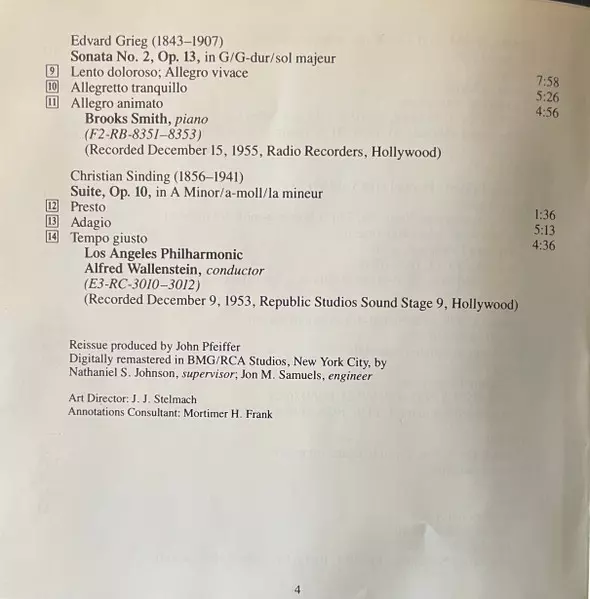 Edvard Grieg (1843–1907)
Sonata No. 2, Op. 13, in G/G-dur/sol majeur
9 Lento doloroso; Allegro vivace 7:58
10 Allegretto tranquillo 5:26
11 Allegro animato 4:56
Brooks Smith, piano
(F2-RB-8351–8353)
(Recorded December 15, 1955, Radio Recorders, Hollywood)
Christian Sinding (1856–1941)
Suite, Op. 10, in A Minor/a-moll/la mineur
12 Presto 1:36
13 Adagio 5:13
14 Tempo giusto 4:36
Los Angeles Philharmonic
Alfred Wallenstein, conductor
(E3-RC-3010–3012)
(Recorded December 9, 1953, Republic Studios Sound Stage 9, Hollywood)
Reissue produced by John Pfeiffer
Digitally remastered in BMG/RCA Studios, New York City, by
Nathaniel S. Johnson, supervisor; Jon M. Samuels, engineer
Art Director: J. J. Stelmach
Annotations Consultant: Mortimer H. Frank
4